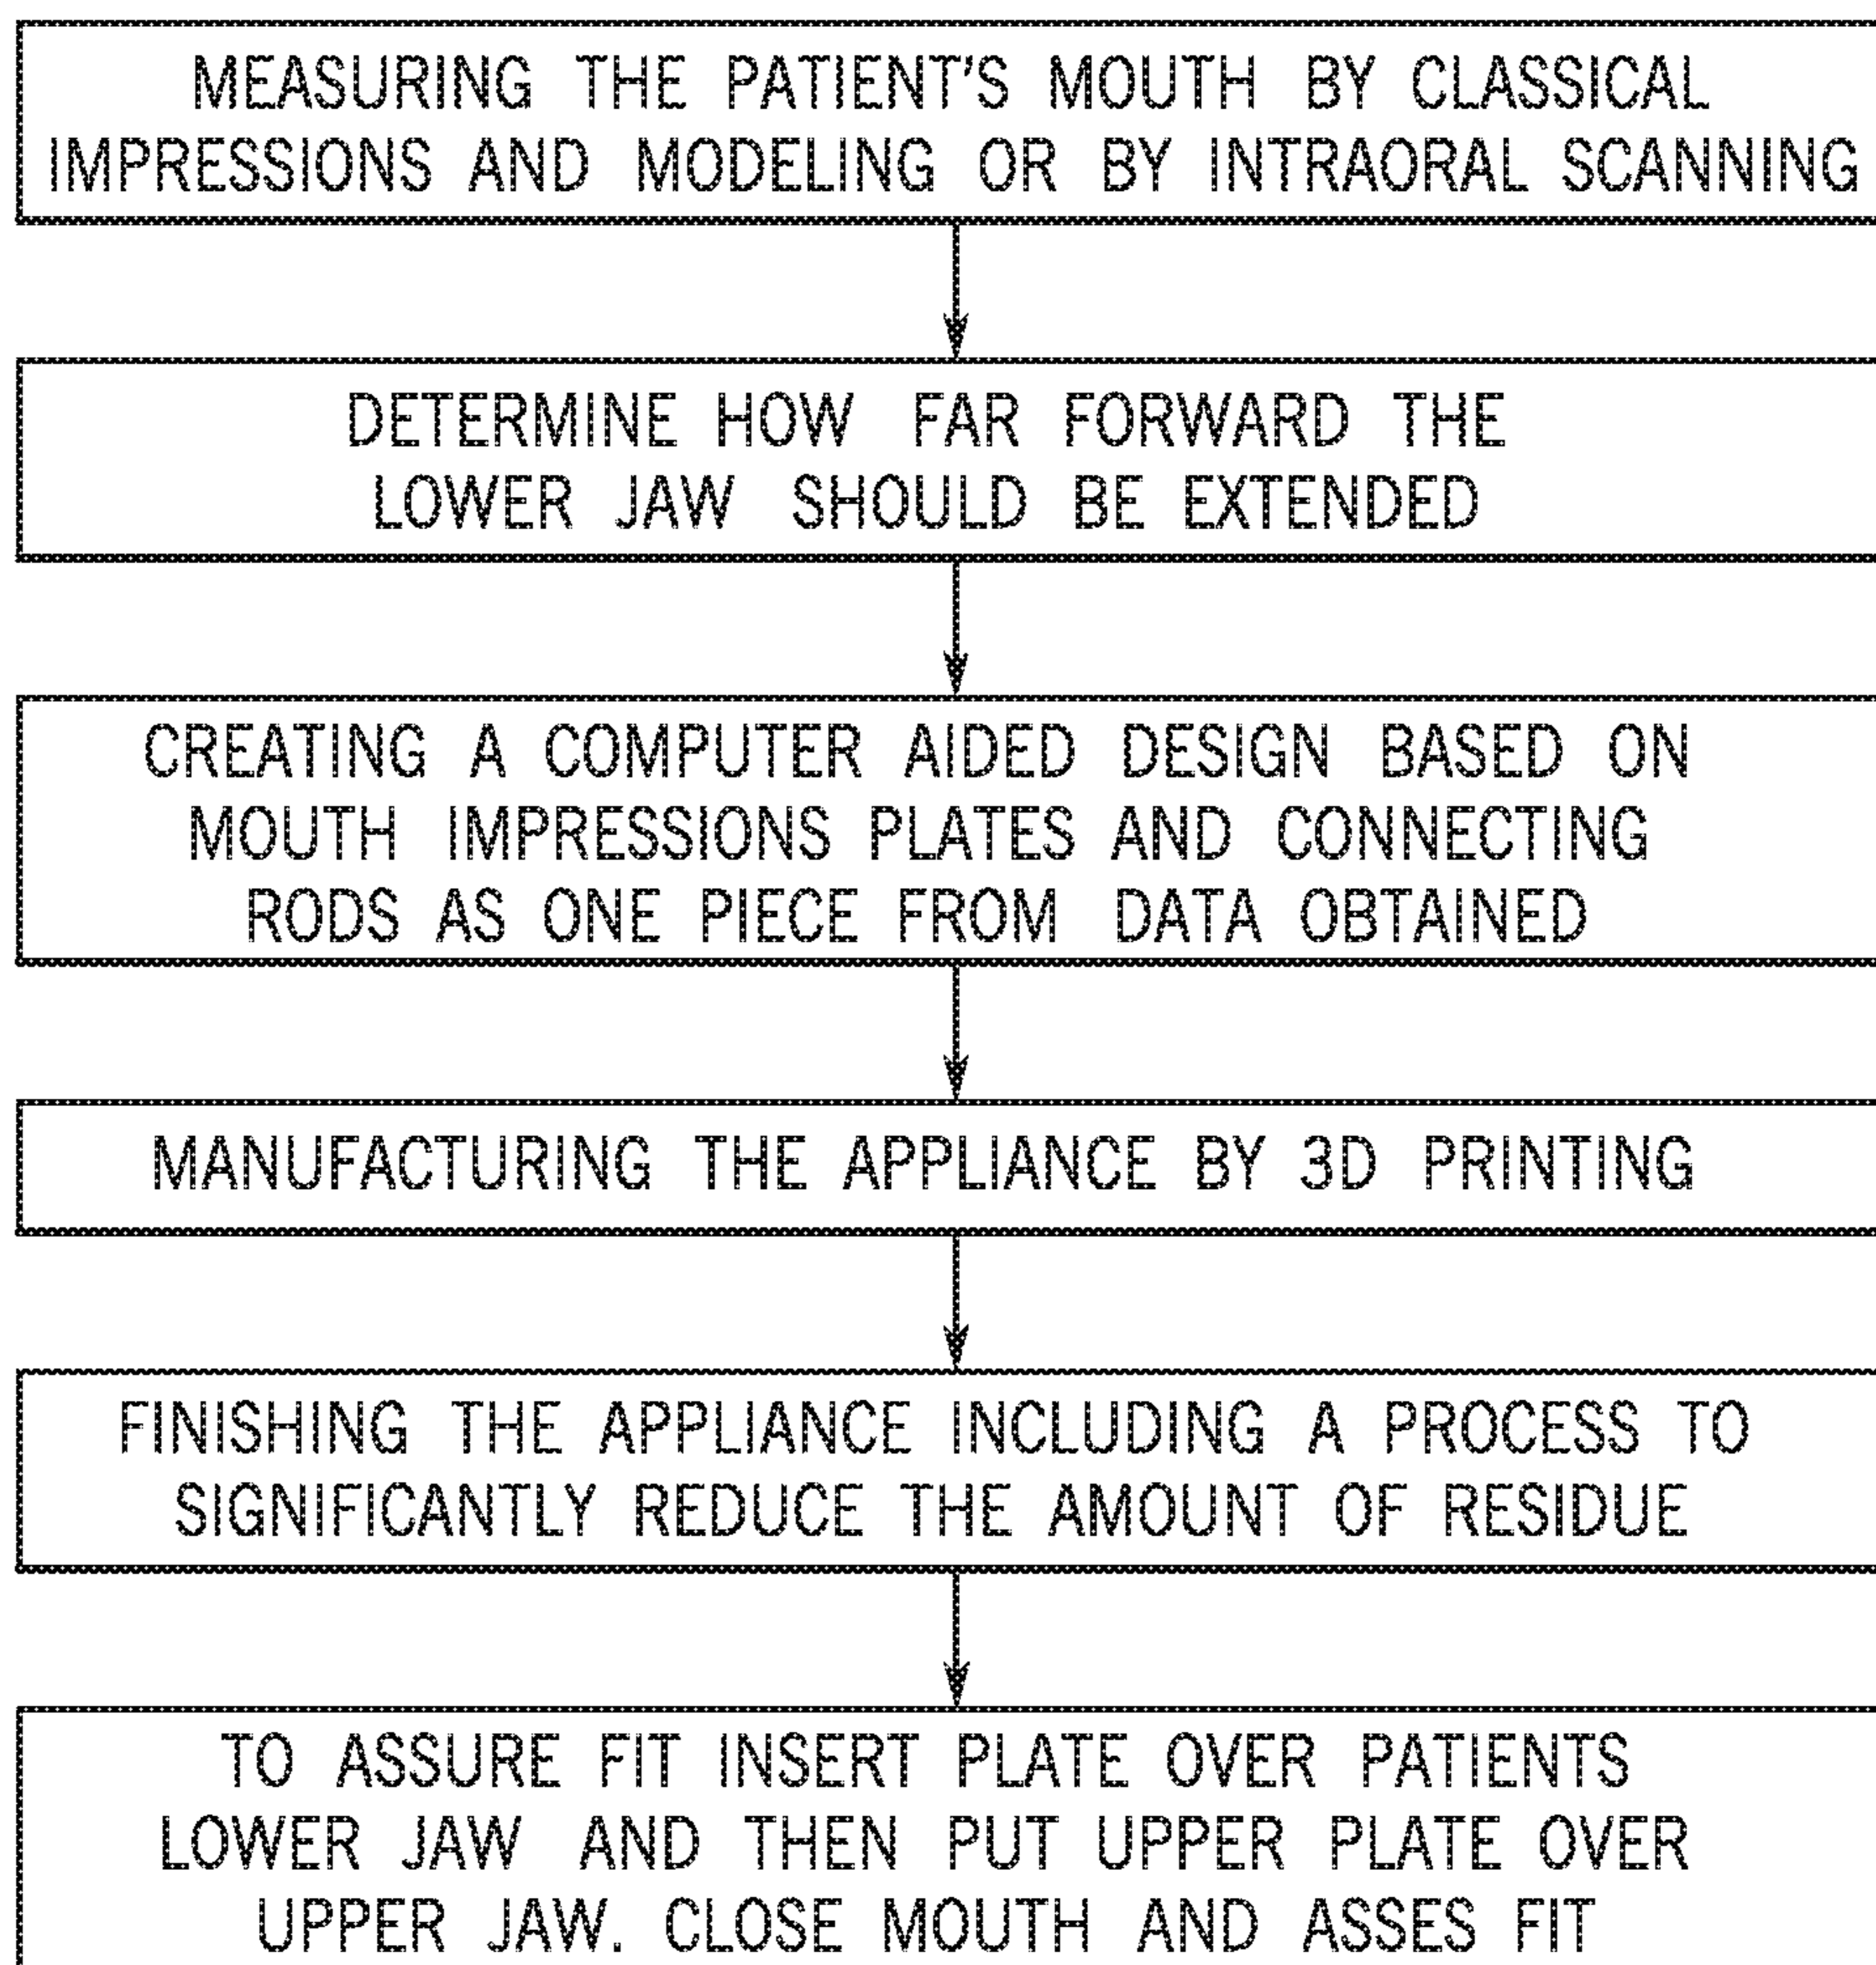 MEASURING THE PATIENT'S MOUTH BY CLASSICAL
IMPRESSIONS AND MODELING OR BY INTRAORAL SCANNING
DETERMINE HOW FAR FORWARD THE
LOWER JAW SHOULD BE EXTENDED
CREATING A COMPUTER AIDED DESIGN BASED ON
MOUTH IMPRESSIONS PLATES AND CONNECTING
RODS AS ONE PIECE FROM DATA OBTAINED
MANUFACTURING THE APPLIANCE BY 3D PRINTING
FINISHING THE APPLIANCE INCLUDING A PROCESS TO
SIGNIFICANTLY REDUCE THE AMOUNT OF RESIDUE
TO ASSURE FIT INSERT PLATE OVER PATIENTS
LOWER JAW AND THEN PUT UPPER PLATE OVER
UPPER JAW. CLOSE MOUTH AND ASSES FIT